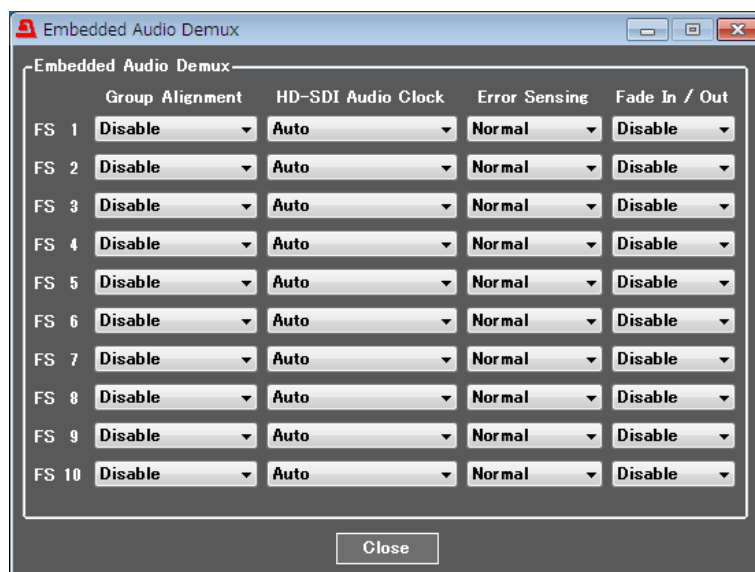 Embedded Audio Demux
Embedded Audio Demux
Group Alignment HD-SDI Audio Clock Error Sensing Fade In / Out
FS 1 Disable Auto Normal Disable
FS 2 Disable Auto Normal Disable
FS 3 Disable Auto Normal Disable
FS 4 Disable Auto Normal Disable
FS 5 Disable Auto Normal Disable
FS 6 Disable Auto Normal Disable
FS 7 Disable Auto Normal Disable
FS 8 Disable Auto Normal Disable
FS 9 Disable Auto Normal Disable
FS 10 Disable Auto Normal Disable
Close